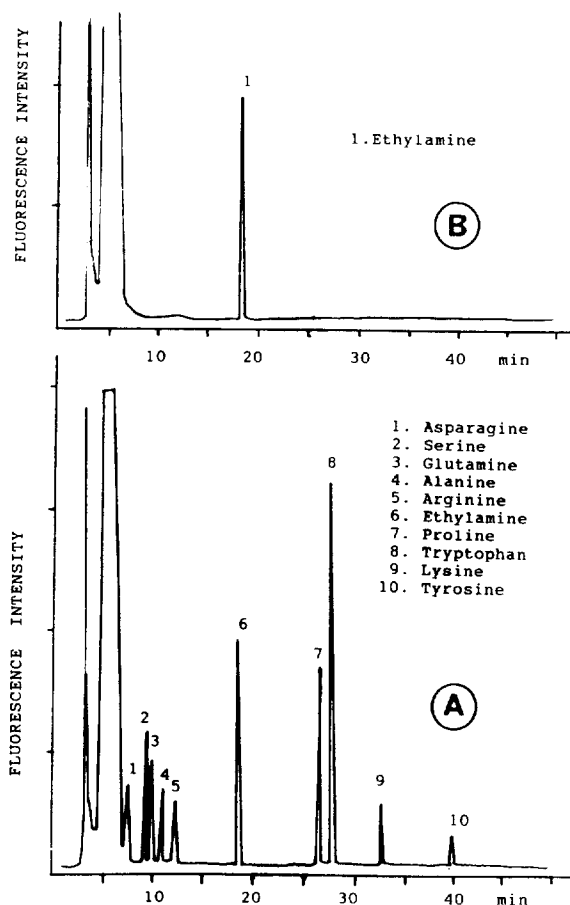 FLUORESCENCE INTENSITY
1
1.Ethylamine
B
10 20 30 40 min
FLUORESCENCE INTENSITY
1. Asparagine
2 Serine
3. Glutamine
4. Alanine
5. Arginine
6. Ethylamine
7. Proline
8. Tryptophan
9. Lysine
10. Tyrosine
8
6
7
2
3
1
4
5
9
10
A
10 20 30 40 min